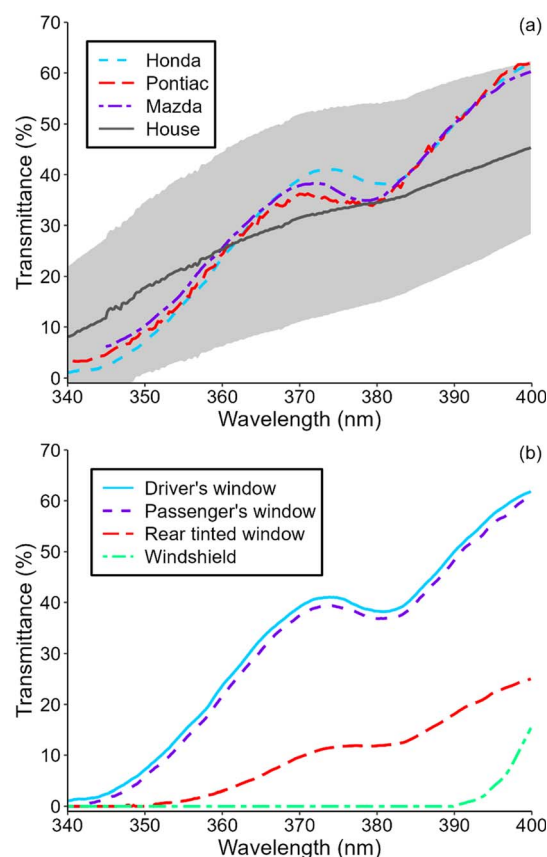 (a)
70
60
50
40
30
20
10
0
Transmittance (%)
Honda
Pontiac
Mazda
House
340 350 360 370 380 390 400
Wavelength (nm)
(b)
70
60
50
40
30
20
10
0
Transmittance (%)
Driver's window
Passenger's window
Rear tinted window
Windshield
340 350 360 370 380 390 400
Wavelength (nm)